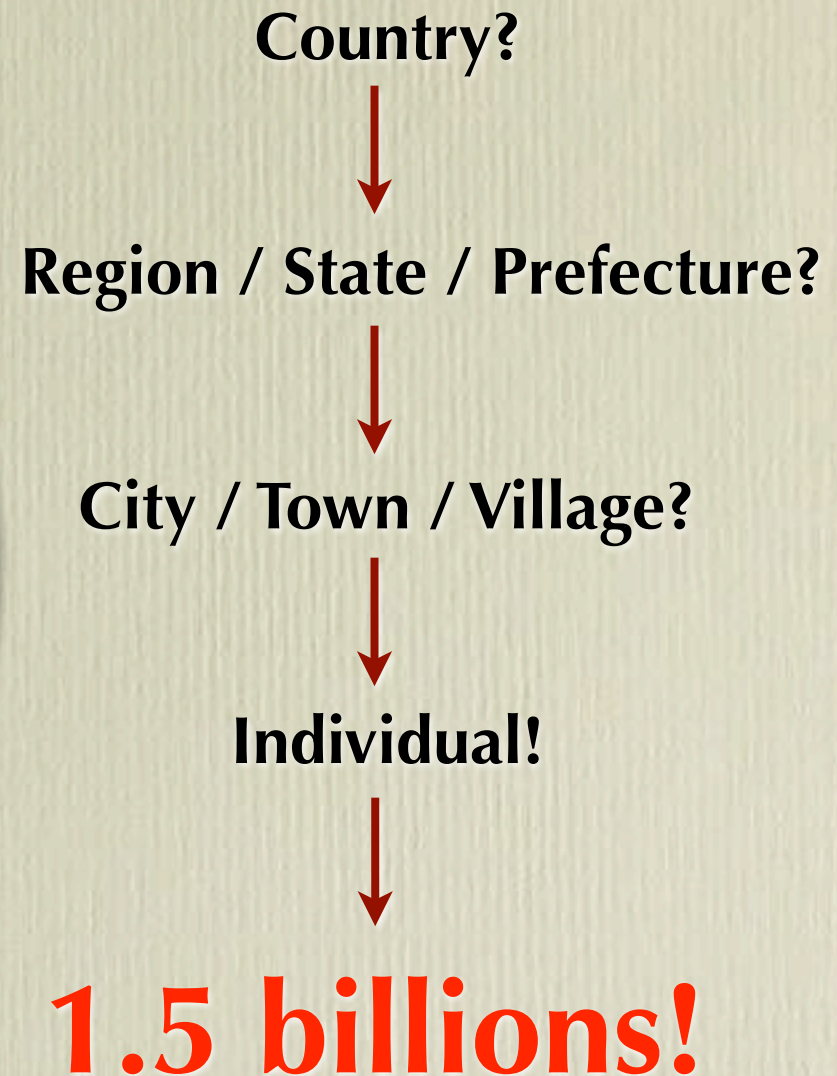 Country?
Region / State / Prefecture?
City / Town / Village?
Individual!
1.5 billions!